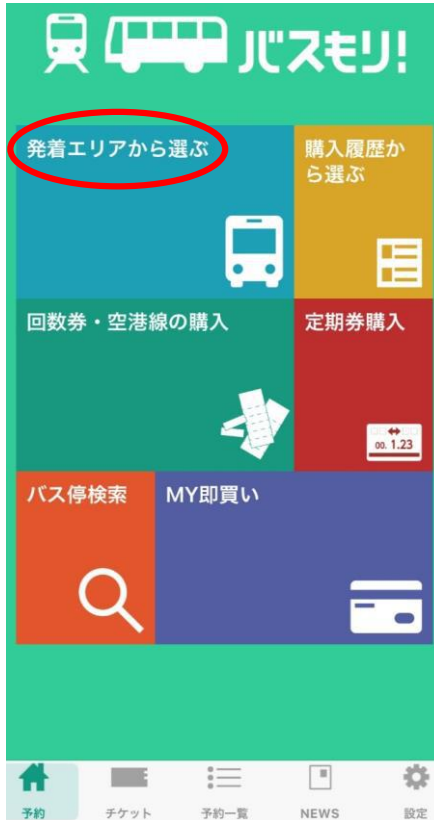 バスもり!
発着エリアから選ぶ
購入履歴か
ら選ぶ
回数券・空港線の購入
定期券購入
00. 1.23
バス停検索
MY即買い
予約
チケット
予約一覧
NEWS
設定